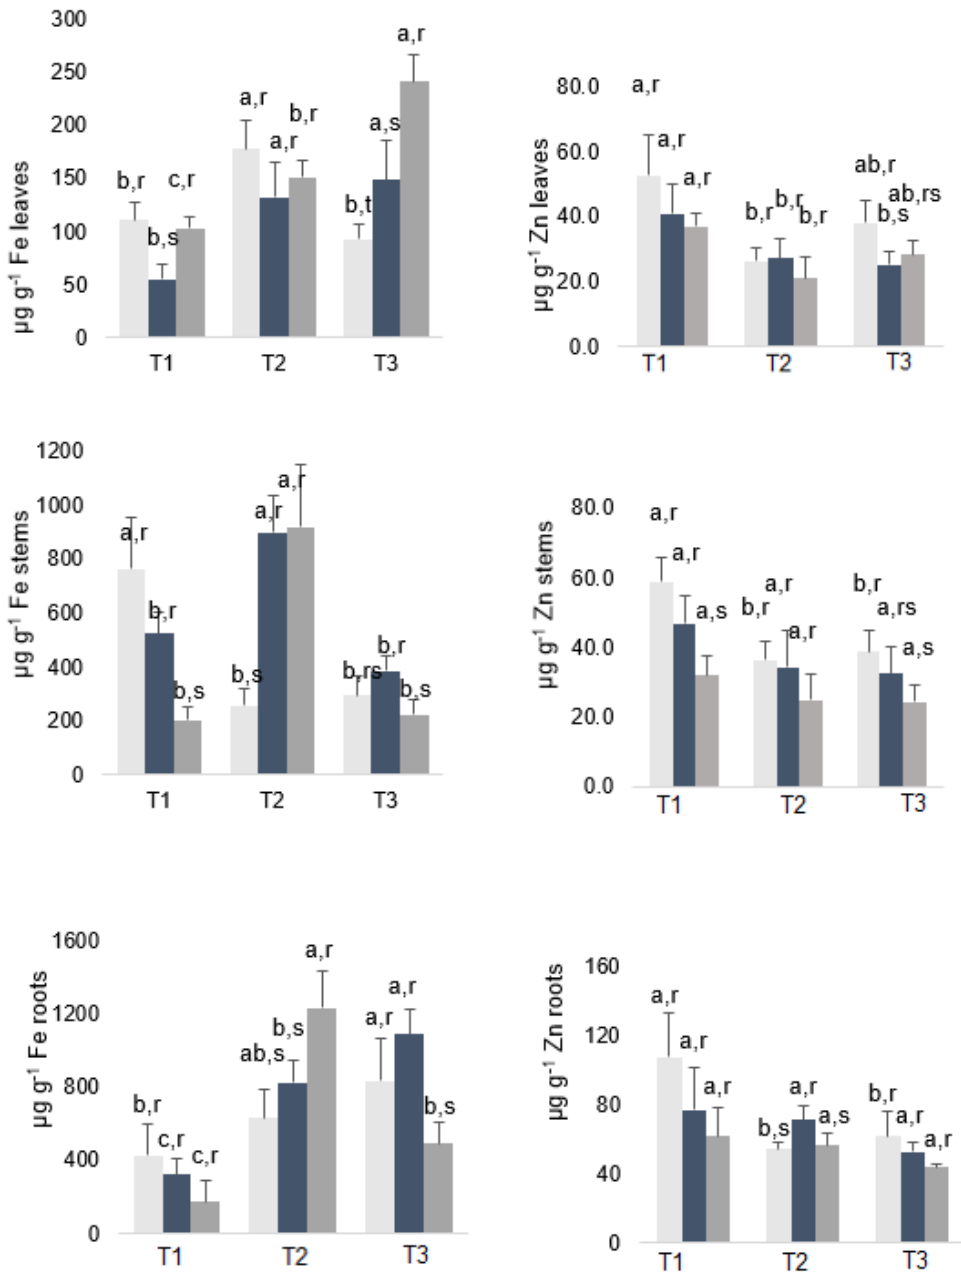 µg g⁻¹ Fe leaves
300
250
200
150
100
50
0
b,r
b,s
c,r
a,r
a,r
b,r
b,t
a,s
a,r
T1 T2 T3
µg g⁻¹ Zn leaves
80.0
60.0
40.0
20.0
0.0
a,r
a,r
a,r
b,r
b,r
b,r
ab,r
b,s
ab,rs
T1 T2 T3
µg g⁻¹ Fe stems
1200
1000
800
600
400
200
0
a,r
b,r
b,s
b,s
a,r
a,r
b,rs
b,r
b,s
T1 T2 T3
µg g⁻¹ Zn stems
80.0
60.0
40.0
20.0
0.0
a,r
a,r
a,s
b,r
a,r
a,r
b,r
a,rs
a,s
T1 T2 T3
µg g⁻¹ Fe roots
1600
1200
800
400
0
b,r
c,r
c,r
ab,s
b,s
a,r
a,r
a,r
b,s
T1 T2 T3
µg g⁻¹ Zn roots
160
120
80
40
0
a,r
a,r
a,r
b,s
a,r
a,s
b,r
a,r
a,r
T1 T2 T3